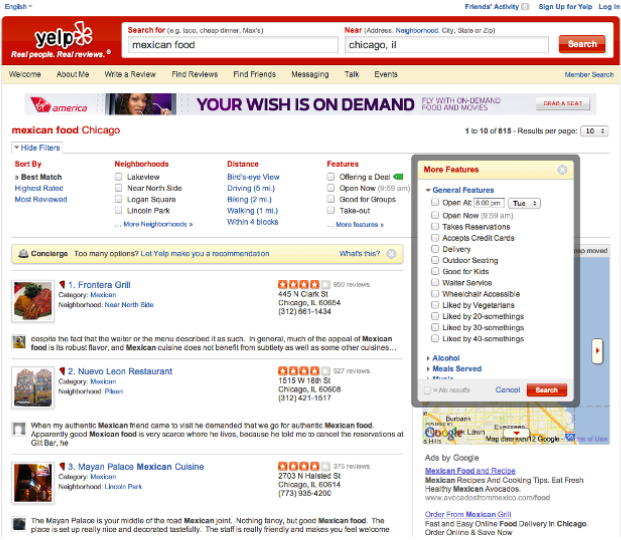 English
Friends' Activity
Sign Up for Yelp
Log In
yelp
Real people. Real reviews.®
Search for (e.g. taco, cheap dinner, Max's)
mexican food
Near (Address, Neighborhood, City, State or Zip)
chicago, il
Search
Welcome About Me Write a Review Find Reviews Find Friends Messaging Talk Events Member Search
america
YOUR WISH IS ON DEMAND
FLY WITH ON-DEMAND
FOOD AND MOVIES
GRAB A SEAT
mexican food Chicago
1 to 10 of 815 - Results per page: 10
Hide Filters
Sort By
» Best Match
Highest Rated
Most Reviewed
Neighborhoods
Lakeview
Near North Side
Logan Square
Lincoln Park
... More Neighborhoods »
Distance
Bird's-eye View
Driving (5 mi.)
Biking (2 mi.)
Walking (1 mi.)
Within 4 blocks
Features
Offering a Deal
Open Now (9:59 am)
Good for Groups
Take-out
... More features »
More Features
General Features
Open At: 8:00 pm Tue
Open Now (9:59 am)
Takes Reservations
Accepts Credit Cards
Delivery
Outdoor Seating
Good for Kids
Waiter Service
Wheelchair Accessible
Liked by Vegetarians
Liked by 20-somethings
Liked by 30-somethings
Liked by 40-somethings
Alcohol
Meals Served
Music
= No results
Cancel
Search
Concierge Too many options? Let Yelp make you a recommendation What's this?
map moved
1. Frontera Grill
Category: Mexican
Neighborhood: Near North Side
950 reviews
445 N Clark St
Chicago, IL 60654
(312) 661-1434
despite the fact that the waiter or the menu described it as such. In general, much of the appeal of Mexican
food is its robust flavor, and Mexican cuisine does not benefit from subtlety as well as some other cuisines...
2. Nuevo Leon Restaurant
Category: Mexican
Neighborhood: Pilsen
527 reviews
1515 W 18th St
Chicago, IL 60608
(312) 421-1517
When my authentic Mexican friend came to visit he demanded that we go for authentic Mexican food.
Apparently good Mexican food is very scarce where he lives, because he told me to cancel the reservations at
Gilt Bar, he
3. Mayan Palace Mexican Cuisine
Category: Mexican
Neighborhood: Lincoln Park
375 reviews
2703 N Halsted St
Chicago, IL 60614
(773) 935-4200
The Mayan Palace is your middle of the road Mexican joint. Nothing fancy, but good Mexican food. The
place is set up really nice and decorated tastefully. The staff is really friendly and makes you feel welcome
Burbank
Google
Map data ©2012 Google - Terms of Use
Ads by Google
Mexican Food and Recipe
Mexican Recipes And Cooking Tips. Eat Fresh
Healthy Mexican Avocados.
www.avocadosfrommexico.com/food
Order From Mexican Grill
Fast and Easy Online Food Delivery In Chicago.
Order Online & Save Now